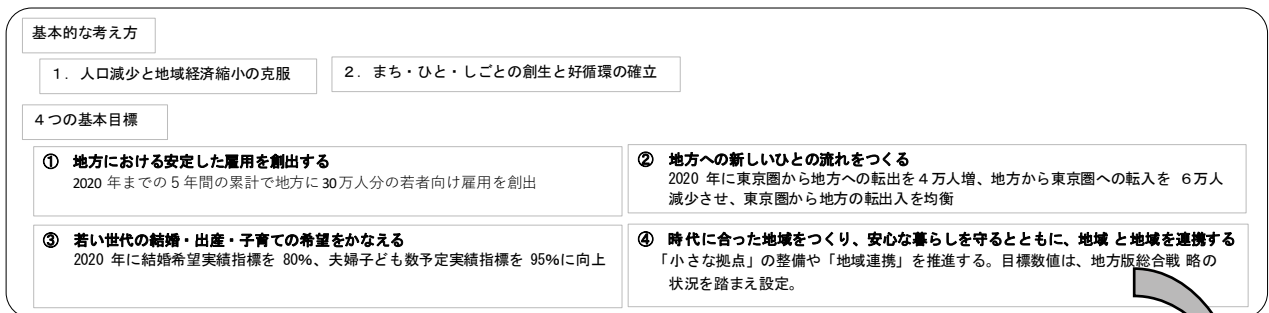 基本的な考え方
１．人口減少と地域経済縮小の克服
２．まち・ひと・しごとの創生と好循環の確立
４つの基本目標
① 地方における安定した雇用を創出する
2020 年までの５年間の累計で地方に 30 万人分の若者向け雇用を創出
② 地方への新しいひとの流れをつくる
2020 年に東京圏から地方への転出を４万人増、地方から東京圏への転入を ６万人
減少させ、東京圏から地方の転出入を均衡
③ 若い世代の結婚・出産・子育ての希望をかなえる
2020 年に結婚希望実績指標を 80％、夫婦子ども数予定実績指標を 95％に向上
④ 時代に合った地域をつくり、安心な暮らしを守るとともに、地域 と地域を連携する
「小さな拠点」の整備や「地域連携」を推進する。目標数値は、地方版総合戦 略の
状況を踏まえ設定。